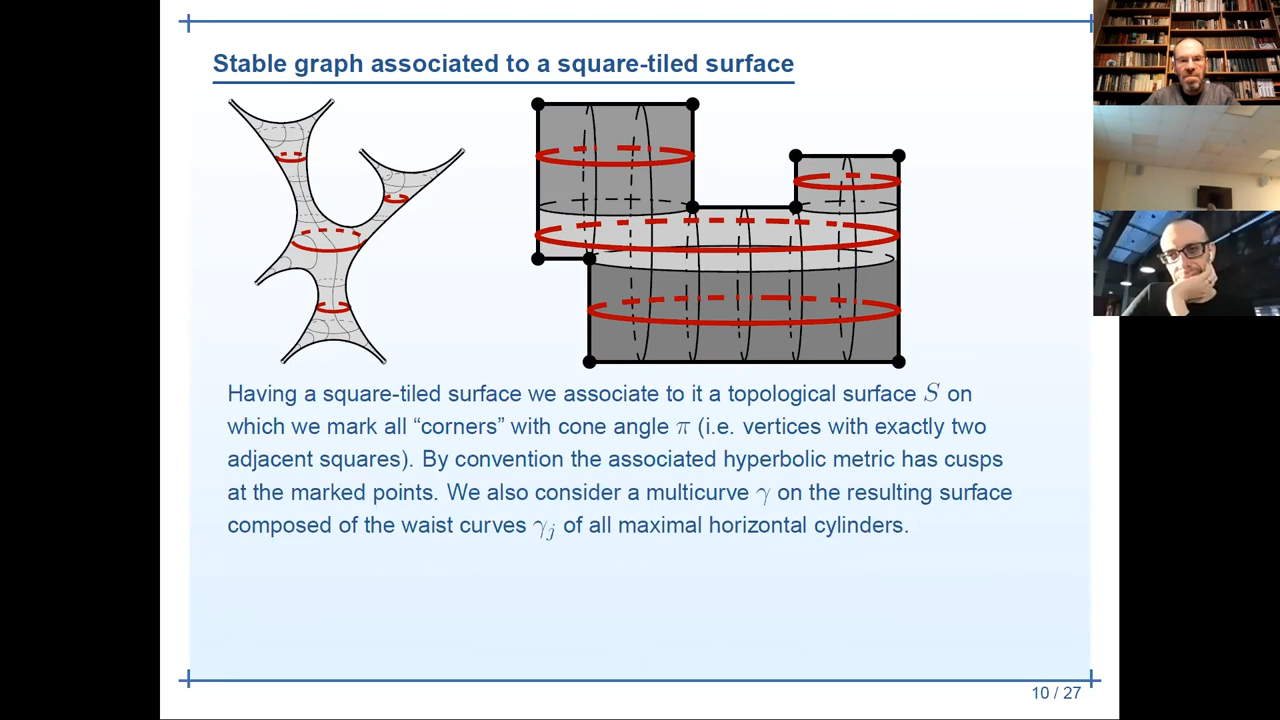 Stable graph associated to a square-tiled surface
Having a square-tiled surface we associate to it a topological surface S on
which we mark all “corners” with cone angle π (i.e. vertices with exactly two
adjacent squares). By convention the associated hyperbolic metric has cusps
at the marked points. We also consider a multicurve γ on the resulting surface
composed of the waist curves γⱼ of all maximal horizontal cylinders.
10 / 27